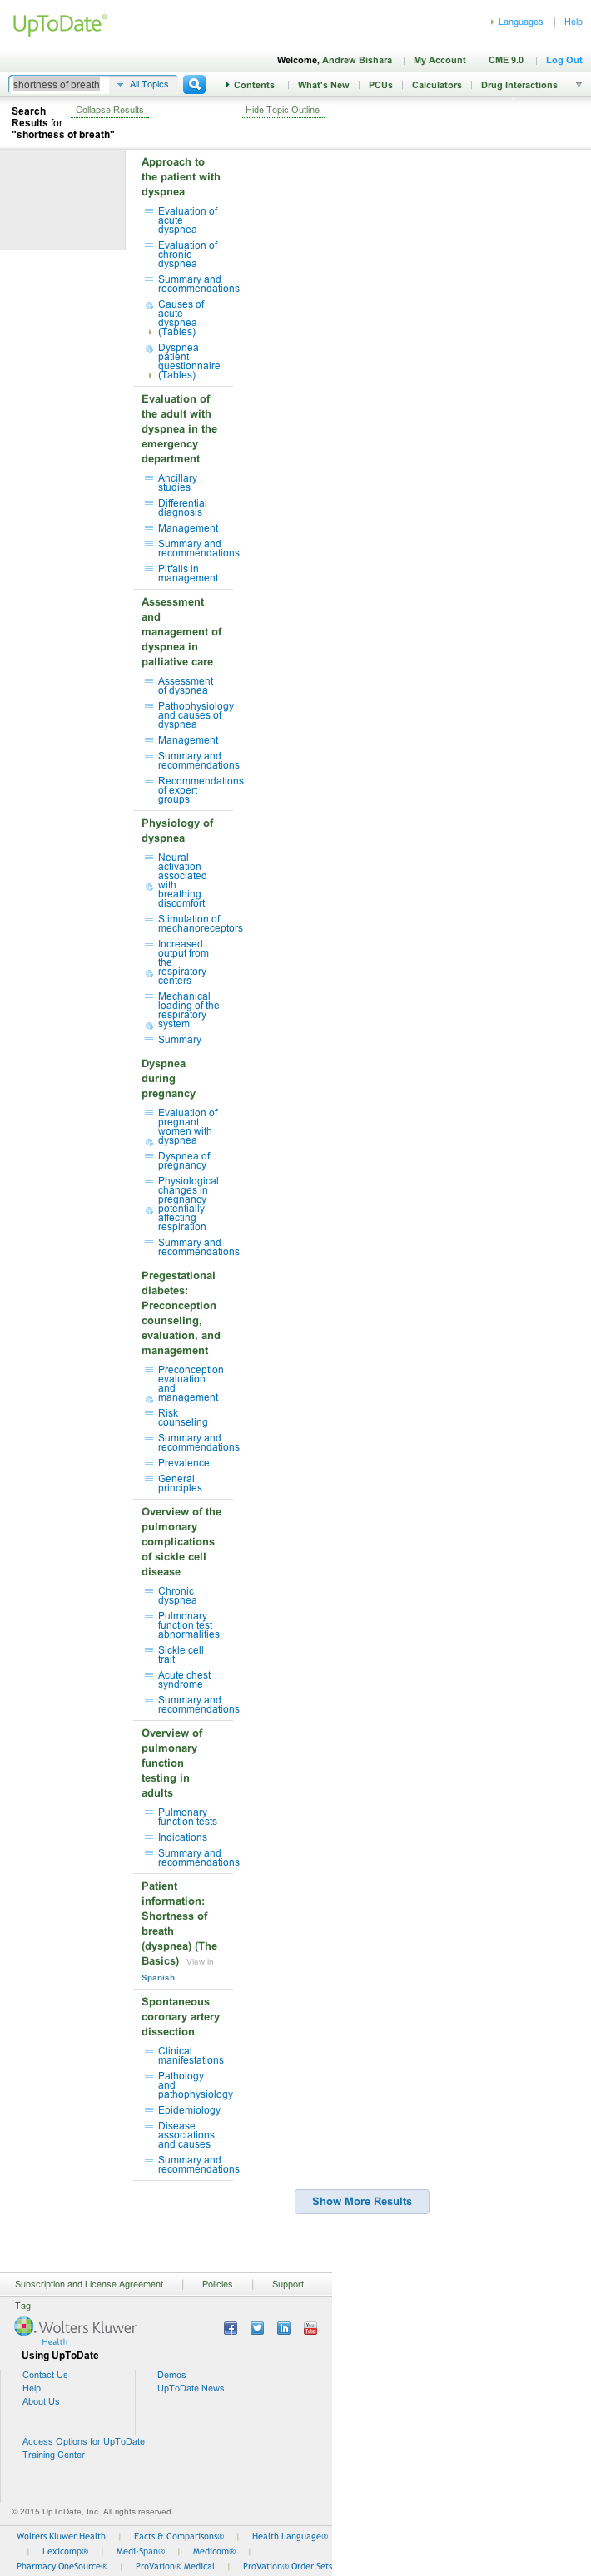 UpToDate®
Languages Help
Welcome, Andrew Bishara My Account CME 9.0 Log Out
shortness of breath All Topics Contents What's New PCUs Calculators Drug Interactions
Search
Results for
"shortness of breath"
Collapse Results Hide Topic Outline
Approach to
the patient with
dyspnea
Evaluation of
acute
dyspnea
Evaluation of
chronic
dyspnea
Summary and
recommendations
Causes of
acute
dyspnea
(Tables)
Dyspnea
patient
questionnaire
(Tables)
Evaluation of
the adult with
dyspnea in the
emergency
department
Ancillary
studies
Differential
diagnosis
Management
Summary and
recommendations
Pitfalls in
management
Assessment
and
management of
dyspnea in
palliative care
Assessment
of dyspnea
Pathophysiology
and causes of
dyspnea
Management
Summary and
recommendations
Recommendations
of expert
groups
Physiology of
dyspnea
Neural
activation
associated
with
breathing
discomfort
Stimulation of
mechanoreceptors
Increased
output from
the
respiratory
centers
Mechanical
loading of the
respiratory
system
Summary
Dyspnea
during
pregnancy
Evaluation of
pregnant
women with
dyspnea
Dyspnea of
pregnancy
Physiological
changes in
pregnancy
potentially
affecting
respiration
Summary and
recommendations
Pregestational
diabetes:
Preconception
counseling,
evaluation, and
management
Preconception
evaluation
and
management
Risk
counseling
Summary and
recommendations
Prevalence
General
principles
Overview of the
pulmonary
complications
of sickle cell
disease
Chronic
dyspnea
Pulmonary
function test
abnormalities
Sickle cell
trait
Acute chest
syndrome
Summary and
recommendations
Overview of
pulmonary
function
testing in
adults
Pulmonary
function tests
Indications
Summary and
recommendations
Patient
information:
Shortness of
breath
(dyspnea) (The
Basics) View in
Spanish
Spontaneous
coronary artery
dissection
Clinical
manifestations
Pathology
and
pathophysiology
Epidemiology
Disease
associations
and causes
Summary and
recommendations
Show More Results
Subscription and License Agreement Policies Support
Tag
Wolters Kluwer
Health
Using UpToDate
Contact Us Demos
Help UpToDate News
About Us
Access Options for UpToDate
Training Center
© 2015 UpToDate, Inc. All rights reserved.
Wolters Kluwer Health | Facts & Comparisons® | Health Language®
| Lexicomp® | Medi-Span® | Medicom® |
Pharmacy OneSource® | ProVation® Medical | ProVation® Order Sets